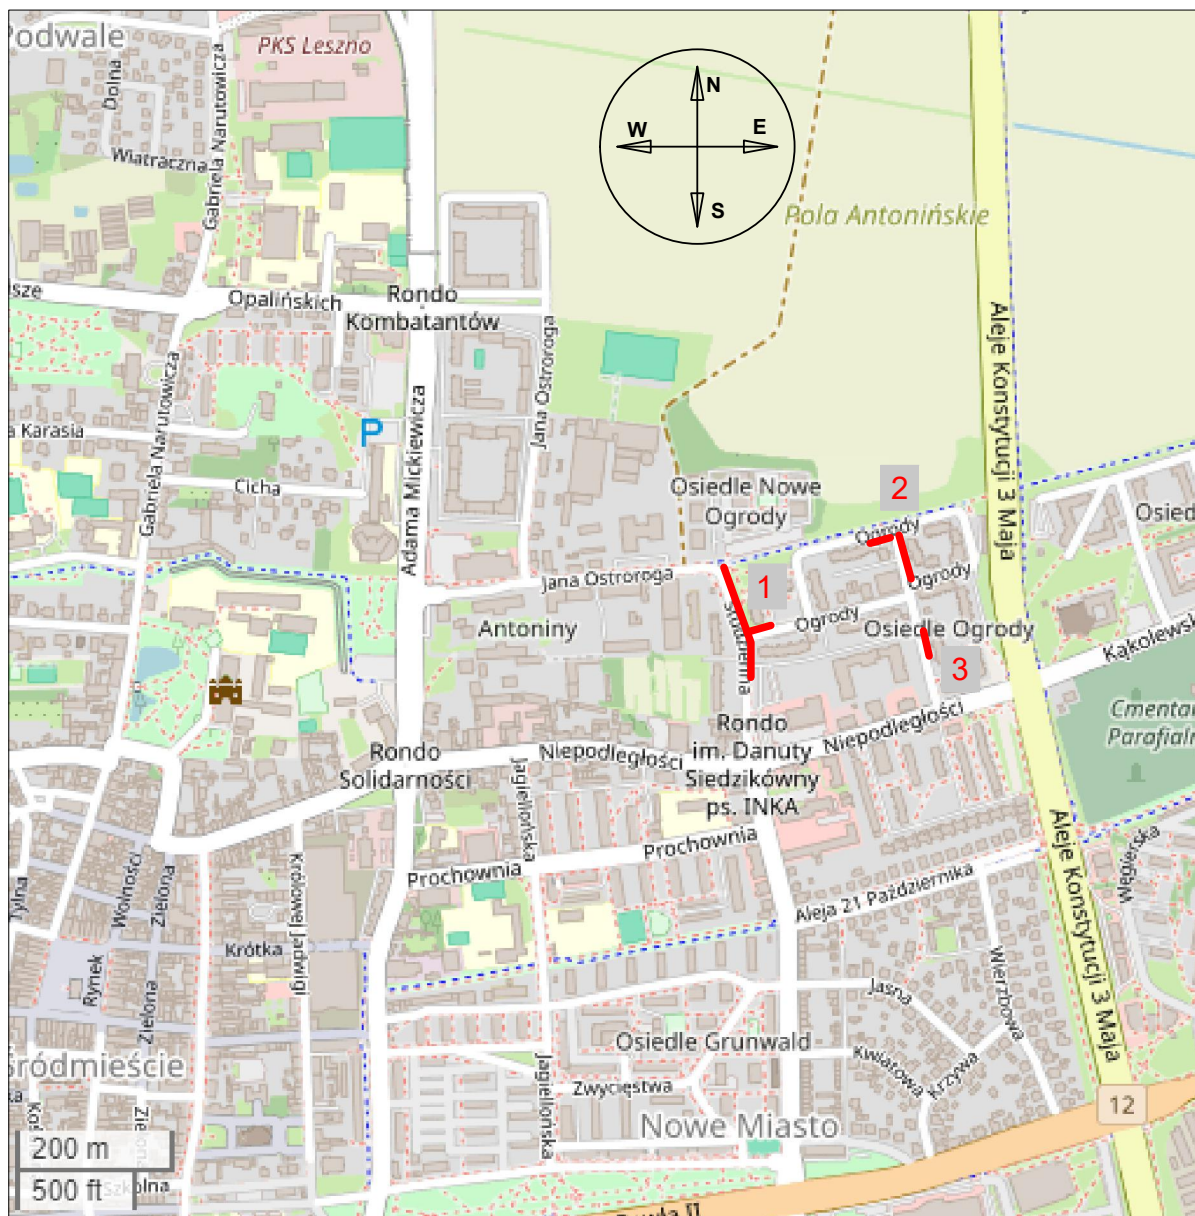 Podwale
PKS Leszno
Dolna
Gabriela Narutowicza
Wiatraczna
N
W
E
S
Pola Antonińskie
Opalińskich
Rondo
Kombatantów
Jana Ostroroga
Aleje Konstytucji 3 Maja
Gabriela Narutowicza
Adama Mickiewicza
a Karasia
P
Cicha
Osiedle Nowe
Ogrody
2
Ogrody
Osied
Jana Ostroroga
1
Ogrody
Studzienna
Ogrody
Antoniny
Osiedle Ogrody
3
Kąkolewsk
Cmentar
Parafialn
Rondo
im. Danuty
Siedzikówny
ps. INKA
Niepodległości
Niepodległości
Rondo
Solidarności
Jagiellońska
Prochownia
Prochownia
Aleje Konstytucji 3 Maja
Węgierska
Aleja 21 Października
Tylna
Wolności
Zielona
Królowej Jadwigi
Krótka
Rynek
Zielona
Jasna
Wierzbowa
Osiedle Grunwald
Kwiatowa
Krzywa
Zwycięstwa
Jagiellońska
Śródmieście
Nowe Miasto
12
200 m
500 ft